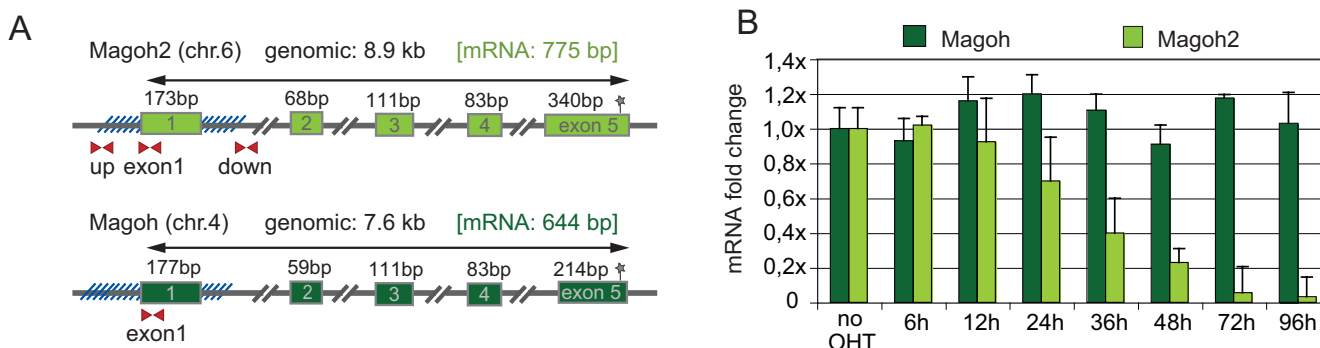 A
Magoh2 (chr.6) genomic: 8.9 kb [mRNA: 775 bp]
173bp 68bp 111bp 83bp 340bp
1 2 3 4 exon 5
up exon1 down
Magoh (chr.4) genomic: 7.6 kb [mRNA: 644 bp]
177bp 59bp 111bp 83bp 214bp
1 2 3 4 exon 5
exon1
B
Magoh Magoh2
mRNA fold change
1,4x
1.2x
1,0x
0,8x
0,6x
0,4x
0,2x
0
no OHT 6h 12h 24h 36h 48h 72h 96h